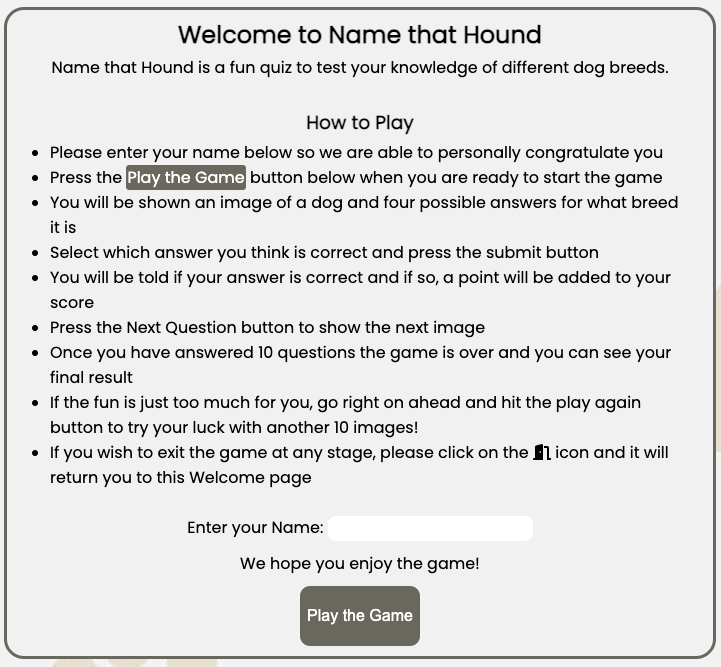 Welcome to Name that Hound
Name that Hound is a fun quiz to test your knowledge of different dog breeds.
How to Play
• Please enter your name below so we are able to personally congratulate you
• Press the Play the Game button below when you are ready to start the game
• You will be shown an image of a dog and four possible answers for what breed
it is
• Select which answer you think is correct and press the submit button
• You will be told if your answer is correct and if so, a point will be added to your
score
• Press the Next Question button to show the next image
• Once you have answered 10 questions the game is over and you can see your
final result
• If the fun is just too much for you, go right on ahead and hit the play again
button to try your luck with another 10 images!
• If you wish to exit the game at any stage, please click on the icon and it will
return you to this Welcome page
Enter your Name:
We hope you enjoy the game!
Play the Game